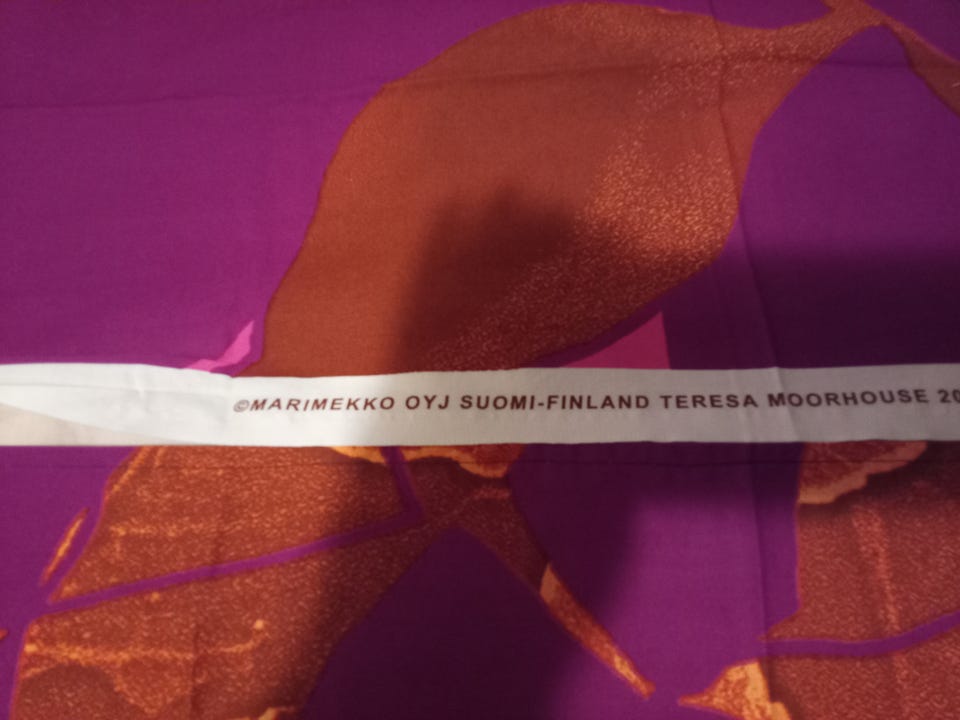 ©MARIMEKKO OYJ SUOMI-FINLAND TERESA MOORHOUSE 20